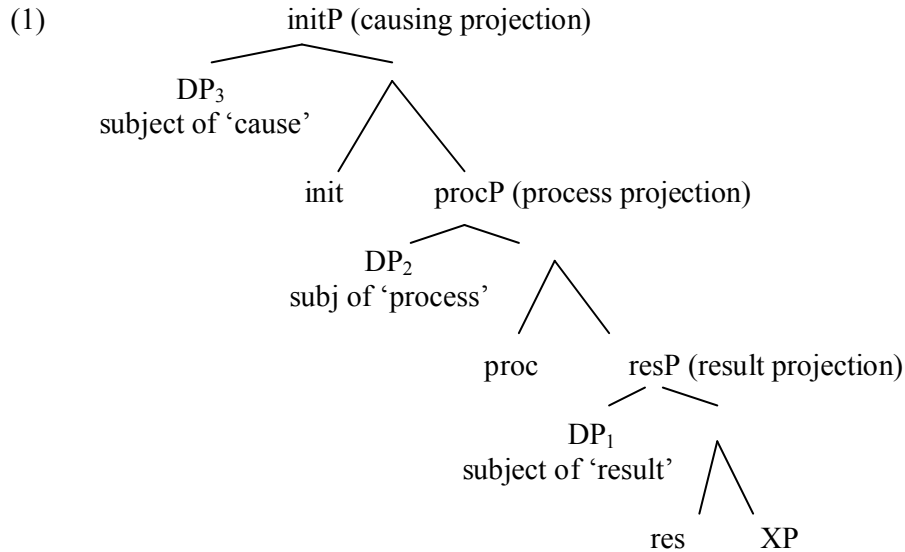 (1) initP (causing projection)
DP₃
subject of ‘cause’
init procP (process projection)
DP₂
subj of ‘process’
proc resP (result projection)
DP₁
subject of ‘result’
res XP